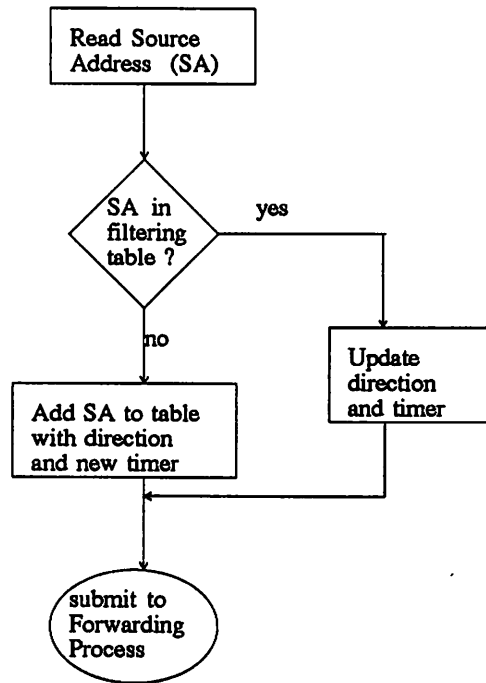 Read Source
Address (SA)
SA in
filtering
table ?
yes
no
Update
direction
and timer
Add SA to table
with direction
and new timer
submit to
Forwarding
Process